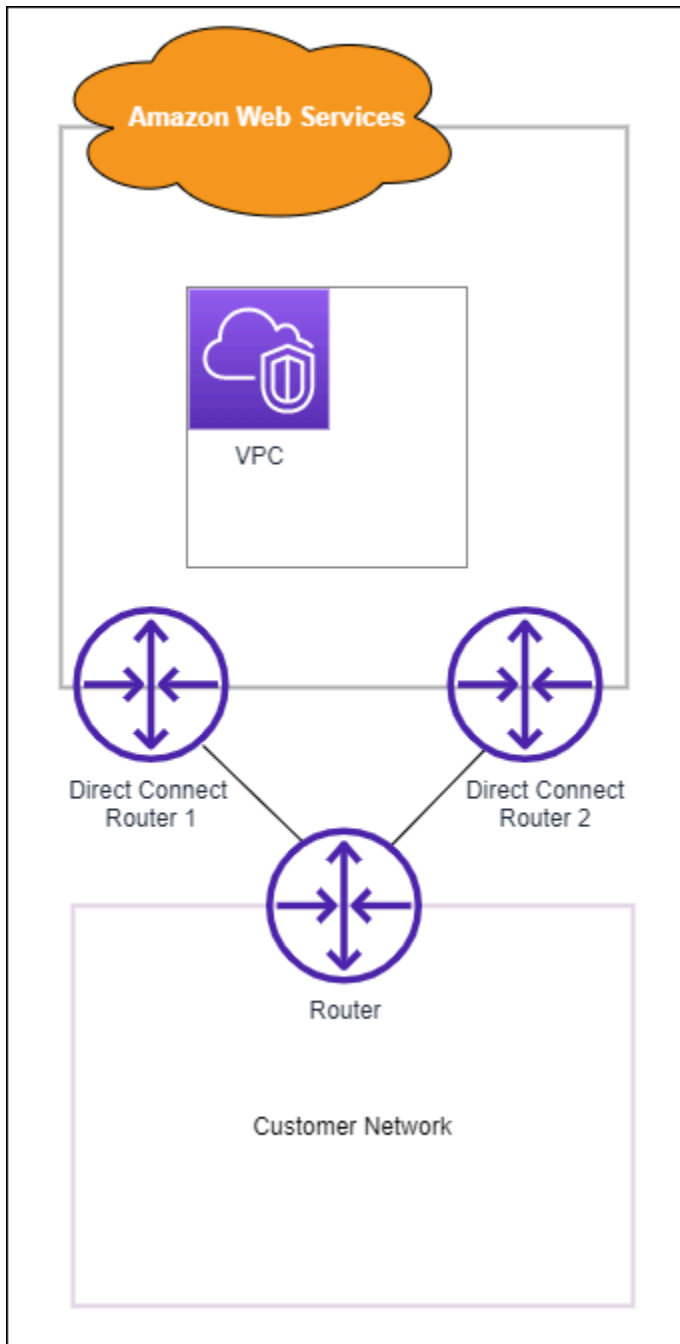 Amazon Web Services
VPC
Direct Connect
Router 1
Direct Connect
Router 2
Router
Customer Network